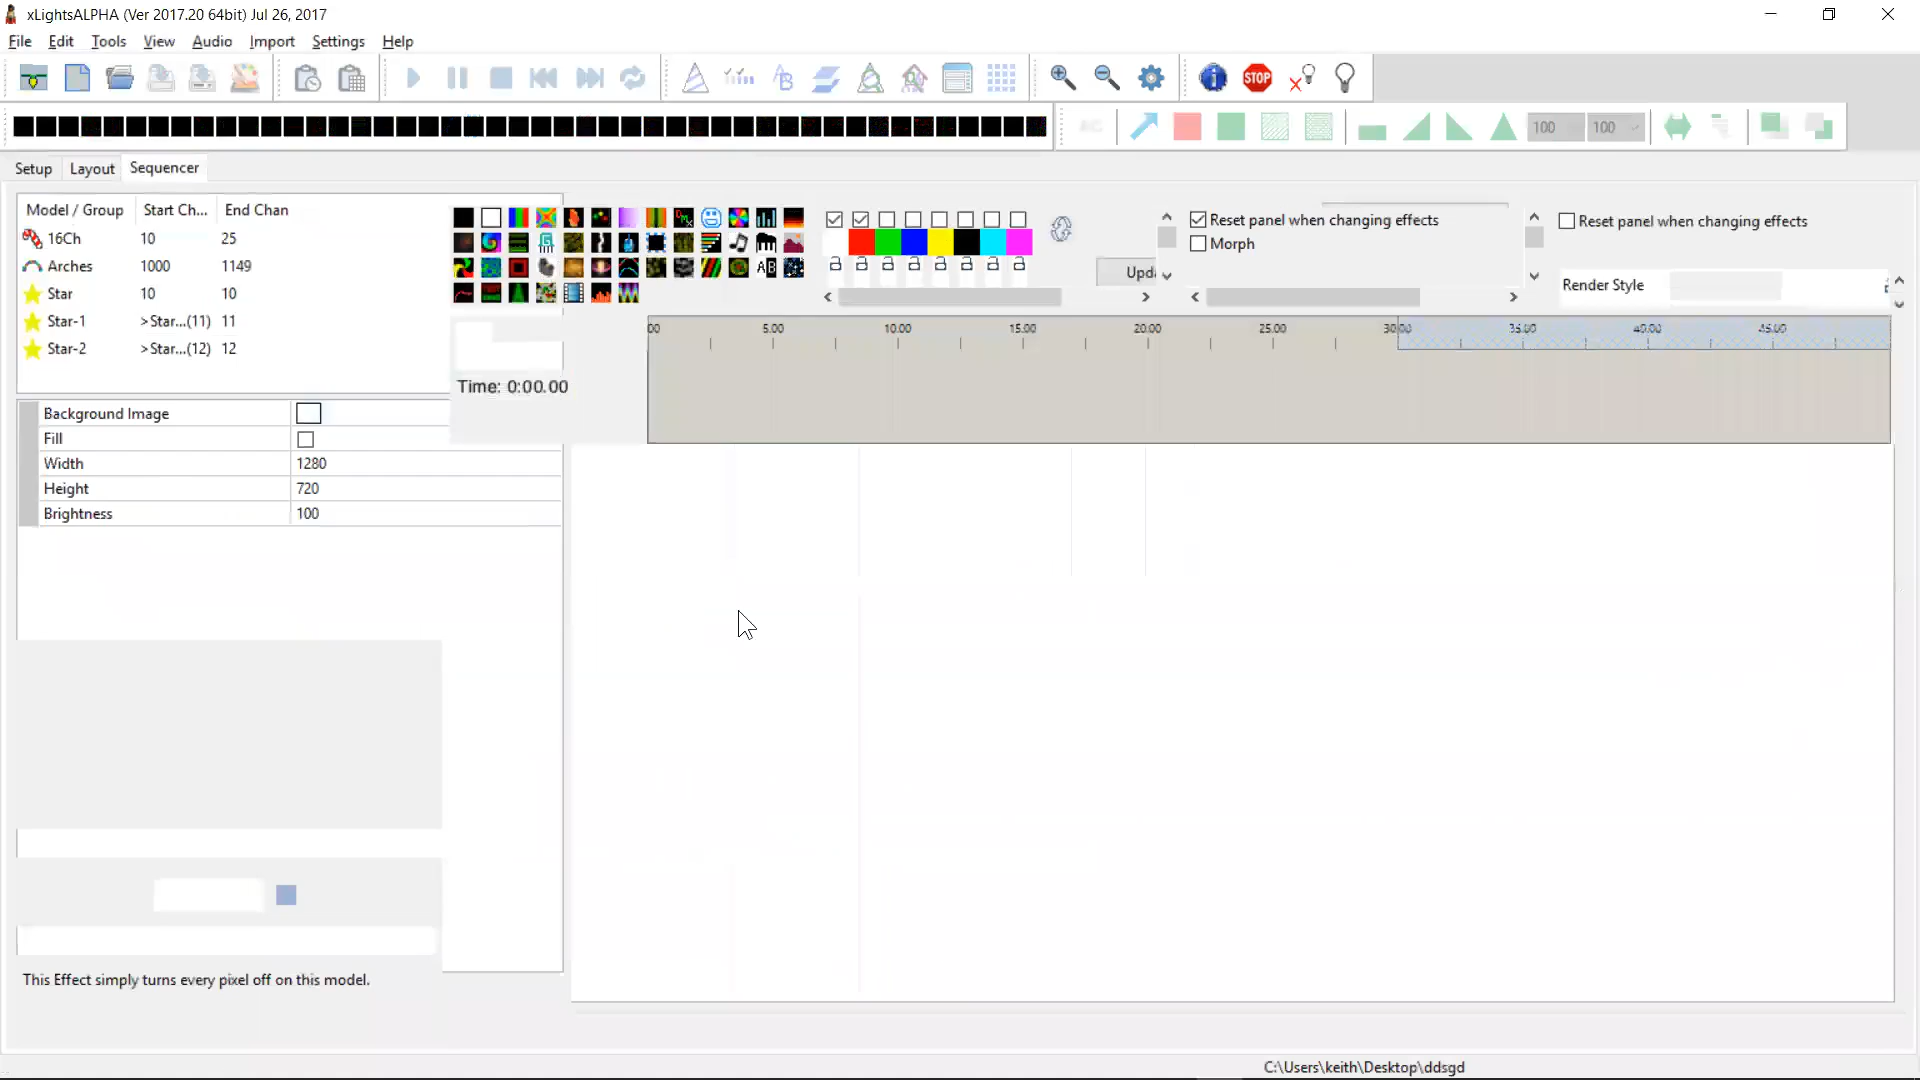 xLightsALPHA (Ver 2017.20 64bit) Jul 26, 2017
File Edit Tools View Audio Import Settings Help
STOP
100 100
Setup Layout Sequencer
Model / Group Start Ch... End Chan
16Ch 10 25
Arches 1000 1149
Star 10 10
Star-1 >Star...(11) 11
Star-2 >Star...(12) 12
Reset panel when changing effects
Morph
Reset panel when changing effects
Render Style
Upd
5.00 10.00 15.00 20.00 25.00 30.00 35.00 40.00 45.00
Time: 0:00.00
Background Image
Fill
Width 1280
Height 720
Brightness 100
This Effect simply turns every pixel off on this model.
C:\Users\keith\Desktop\ddsgd